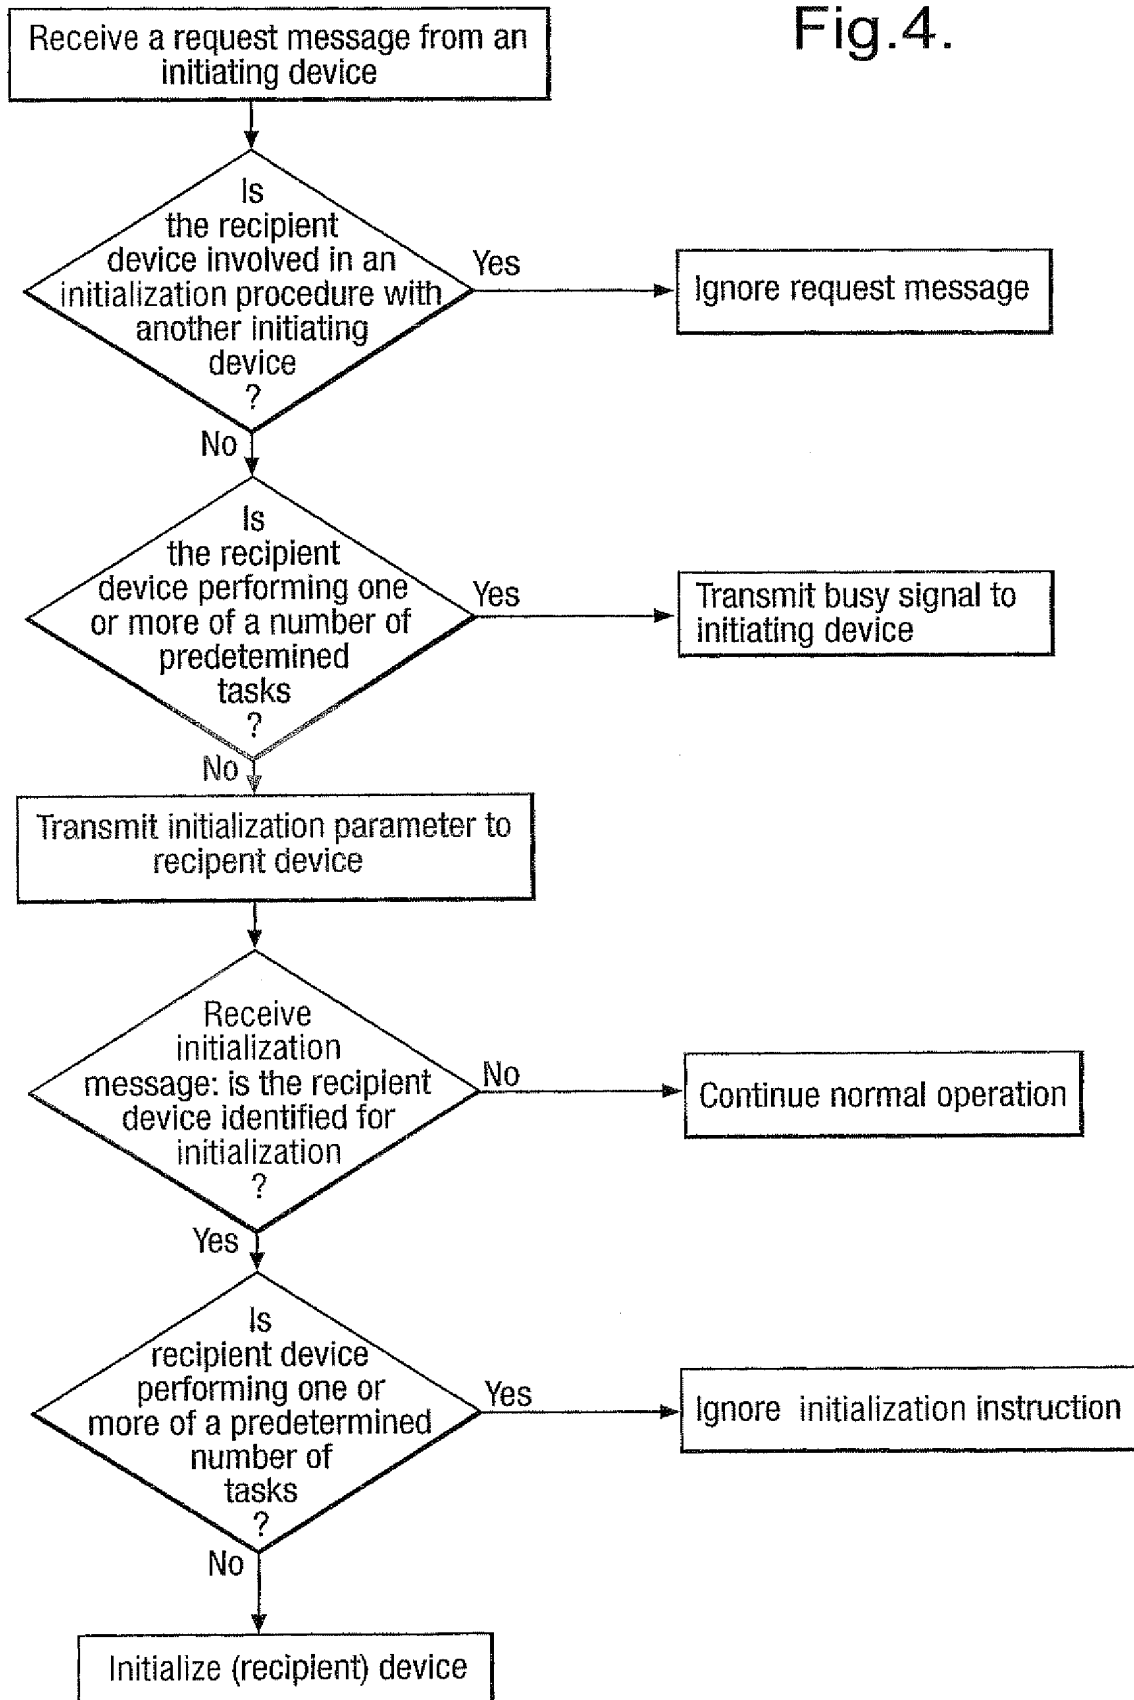 Fig.4.
Receive a request message from an
initiating device
Is
the recipient
device involved in an
initialization procedure with
another initiating
device
?
Yes
Ignore request message
No
Is
the recipient
device performing one
or more of a number of
predetemined
tasks
?
Yes
Transmit busy signal to
initiating device
No
Transmit initialization parameter to
recipent device
Receive
initialization
message: is the recipient
device identified for
initialization
?
No
Continue normal operation
Yes
Is
recipient device
performing one or
more of a predetermined
number of
tasks
?
Yes
Ignore initialization instruction
No
Initialize (recipient) device